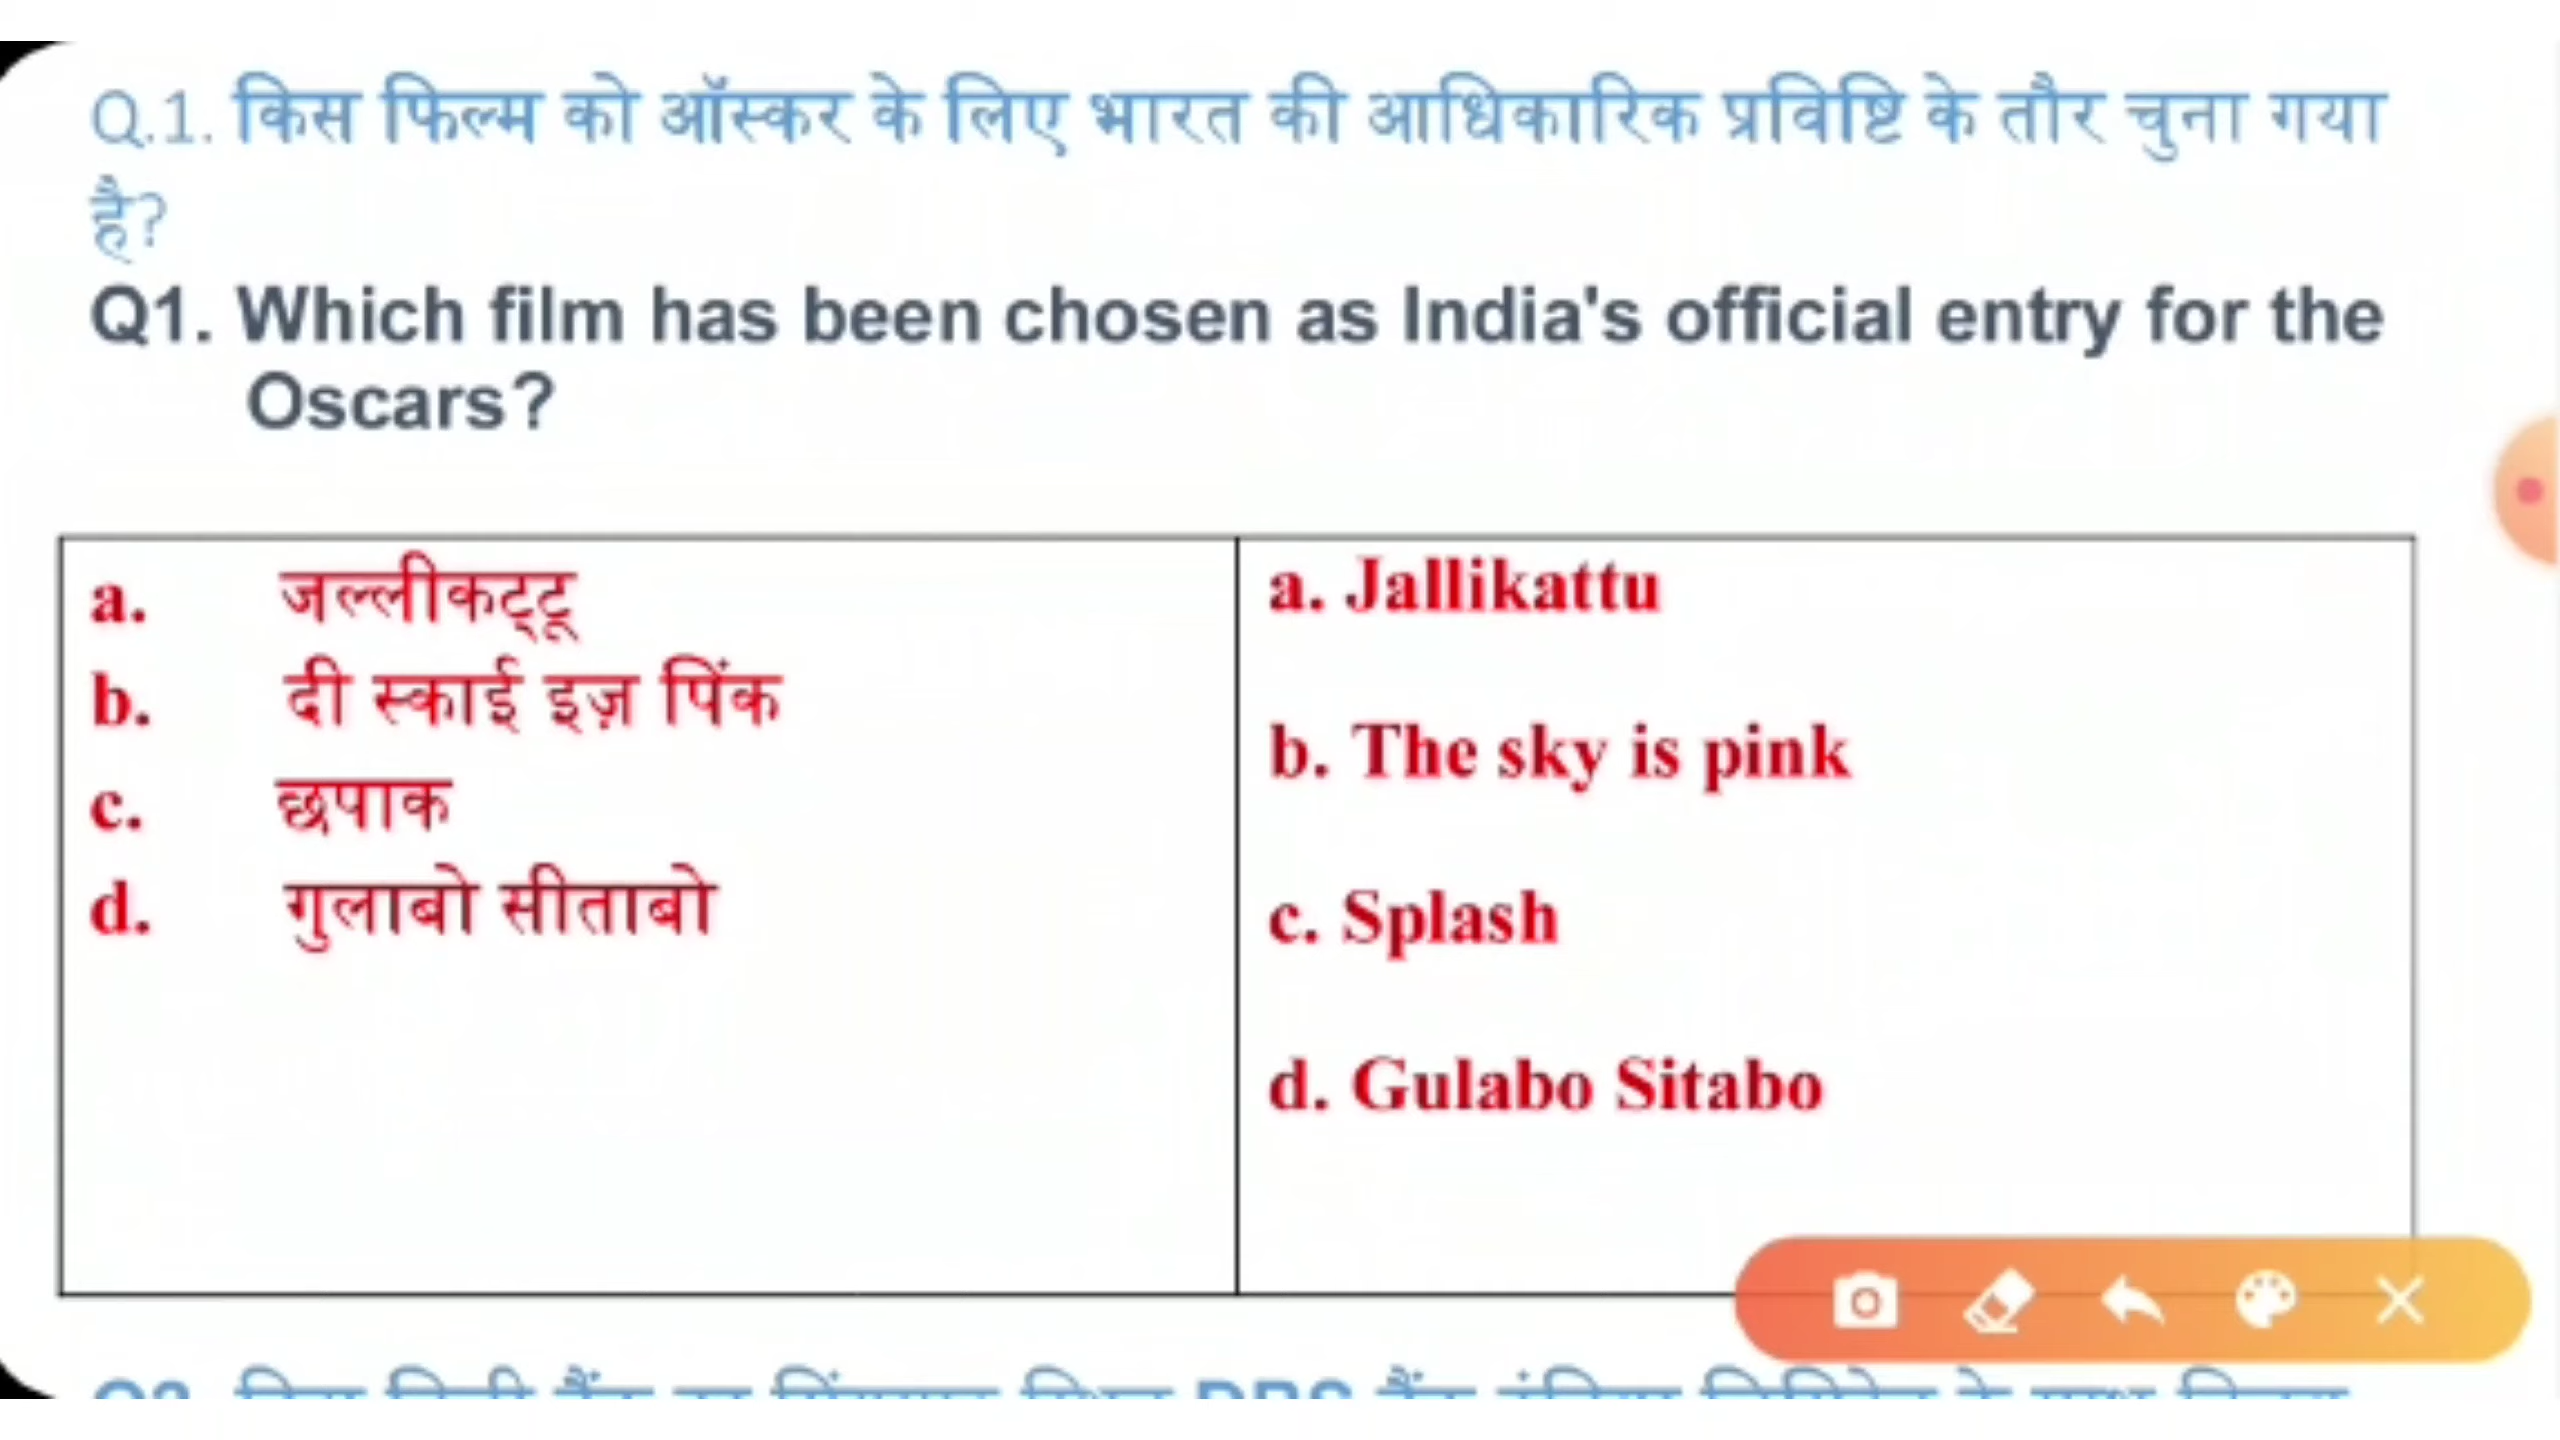 Q.1. किस फिल्म को ऑस्कर के लिए भारत की आधिकारिक प्रविष्टि के तौर चुना गया
है?
Q1. Which film has been chosen as India's official entry for the
Oscars?
a. जल्लीकट्टू
b. दी स्काई इज़ पिंक
c. छपाक
d. गुलाबो सीताबो
a. Jallikattu
b. The sky is pink
c. Splash
d. Gulabo Sitabo